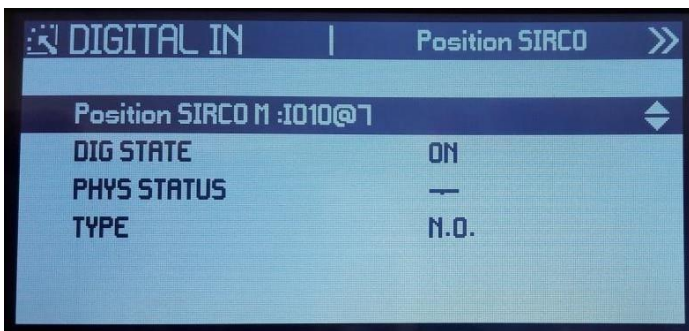 DIGITAL IN | Position SIRCO
Position SIRCO M :I010@7
DIG STATE ON
PHYS STATUS
TYPE N.O.